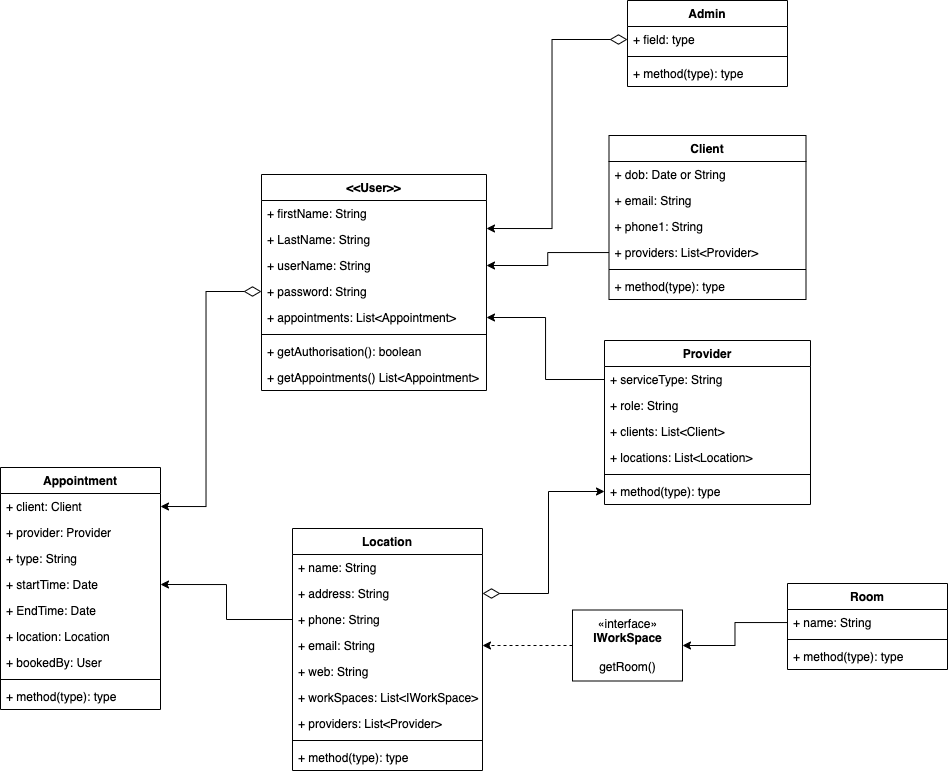 Admin
+ field: type
+ method(type): type
Client
+ dob: Date or String
+ email: String
+ phone1: String
+ providers: List<Provider>
+ method(type): type
<<User>>
+ firstName: String
+ LastName: String
+ userName: String
+ password: String
+ appointments: List<Appointment>
+ getAuthorisation(): boolean
+ getAppointments() List<Appointment>
Provider
+ serviceType: String
+ role: String
+ clients: List<Client>
+ locations: List<Location>
+ method(type): type
Appointment
+ client: Client
+ provider: Provider
+ type: String
+ startTime: Date
+ EndTime: Date
+ location: Location
+ bookedBy: User
+ method(type): type
Location
+ name: String
+ address: String
+ phone: String
+ email: String
+ web: String
+ workSpaces: List<IWorkSpace>
+ providers: List<Provider>
+ method(type): type
«interface»
IWorkSpace
getRoom()
Room
+ name: String
+ method(type): type